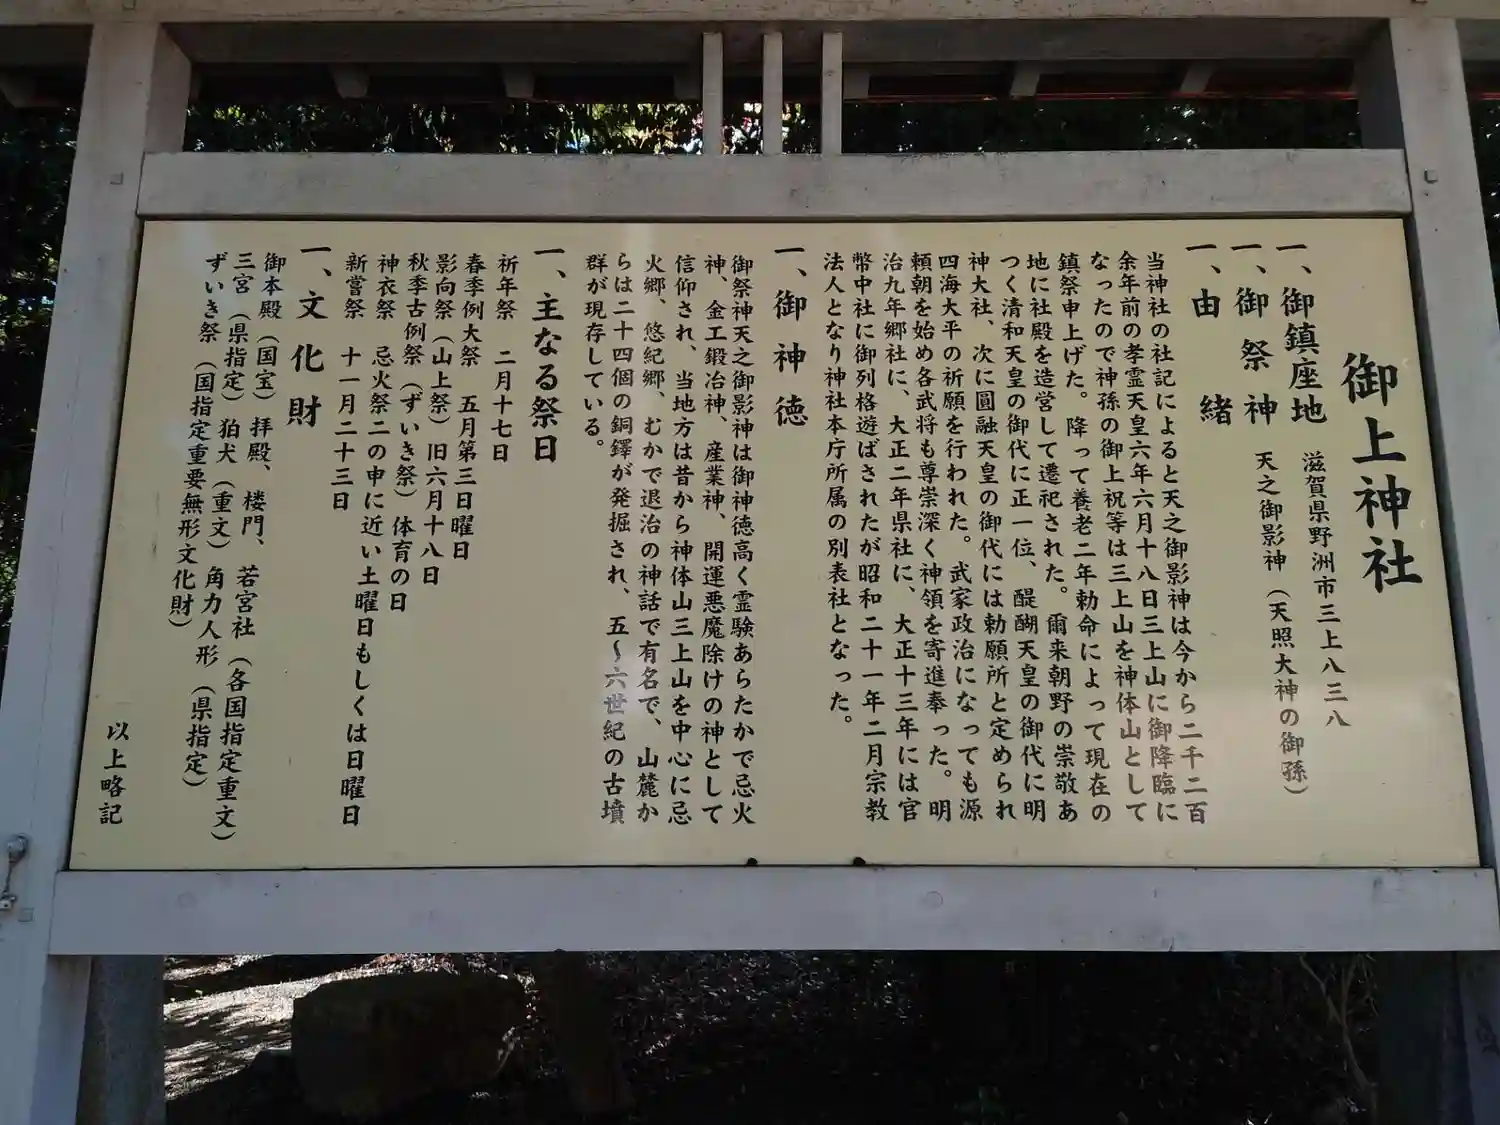 御上神社
一、御鎮座地　滋賀県野洲市三上八三八
一、御祭神　天之御影神（天照大神の御孫）
一、由緒
当神社の社記によると天之御影神は今から二千二百
余年前の孝霊天皇六年六月十八日三上山に御降臨に
なったので神孫の御上祝等は三上山を神体山として
鎮祭申上げた。降って養老二年勅命によって現在の
地に社殿を造営して遷祀された。爾来朝野の崇敬あ
つく清和天皇の御代に正一位、醍醐天皇の御代に明
神大社、次に圓融天皇の御代には勅願所と定められ
四海大平の祈願を行われた。武家政治になっても源
頼朝を始め各武将も尊崇深く神領を寄進奉った。明
治九年郷社に、大正二年県社に、大正十三年には官
幣中社に御列格遊ばされたが昭和二十一年二月宗教
法人となり神社本庁所属の別表社となった。
一、御神徳
御祭神天之御影神は御神徳高く霊験あらたかで忌火
神、金工鍛冶神、産業神、開運悪魔除けの神として
信仰され、当地方は昔から神体山三上山を中心に忌
火郷、悠紀郷、むかで退治の神話で有名で、山麓か
らは二十四個の銅鐸が発掘され、五〜六世紀の古墳
群が現存している。
一、主なる祭日
祈年祭　二月十七日
春季例大祭　五月第三日曜日
影向祭（山上祭）旧六月十八日
秋季古例祭（ずいき祭）体育の日
神衣祭　忌火祭二の申に近い土曜日もしくは日曜日
新嘗祭　十一月二十三日
一、文化財
御本殿（国宝）拝殿、楼門、若宮社（各国指定重文）
三宮（県指定）狛犬（重文）角力人形（県指定）
ずいき祭（国指定重要無形文化財）
以上略記